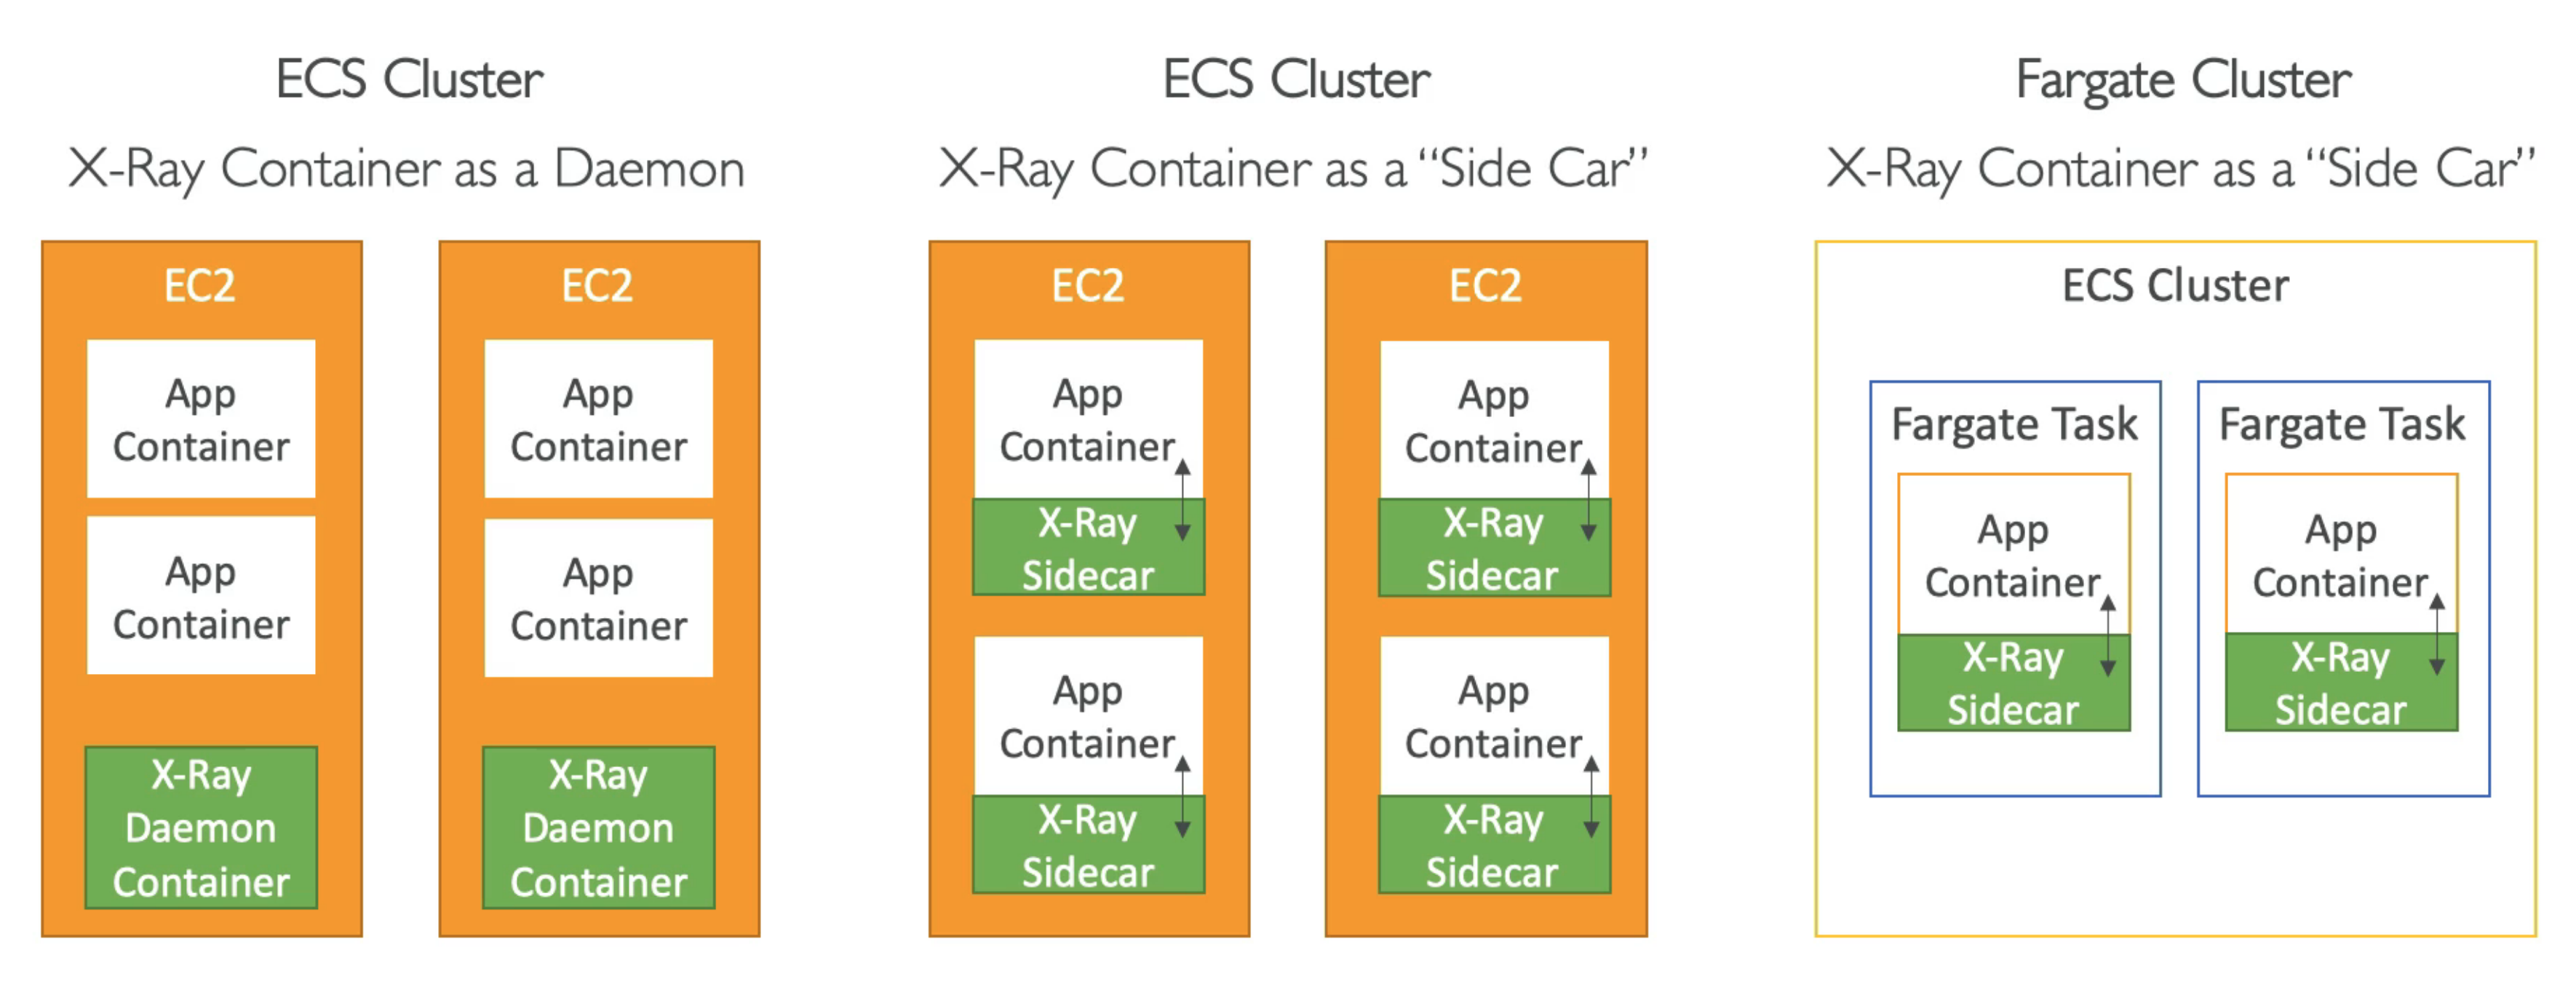 ECS Cluster
X-Ray Container as a Daemon
EC2
App
Container
App
Container
X-Ray
Daemon
Container
EC2
App
Container
App
Container
X-Ray
Daemon
Container
ECS Cluster
X-Ray Container as a “Side Car”
EC2
App
Container
X-Ray
Sidecar
App
Container
X-Ray
Sidecar
EC2
App
Container
X-Ray
Sidecar
App
Container
X-Ray
Sidecar
Fargate Cluster
X-Ray Container as a “Side Car”
ECS Cluster
Fargate Task
App
Container
X-Ray
Sidecar
Fargate Task
App
Container
X-Ray
Sidecar